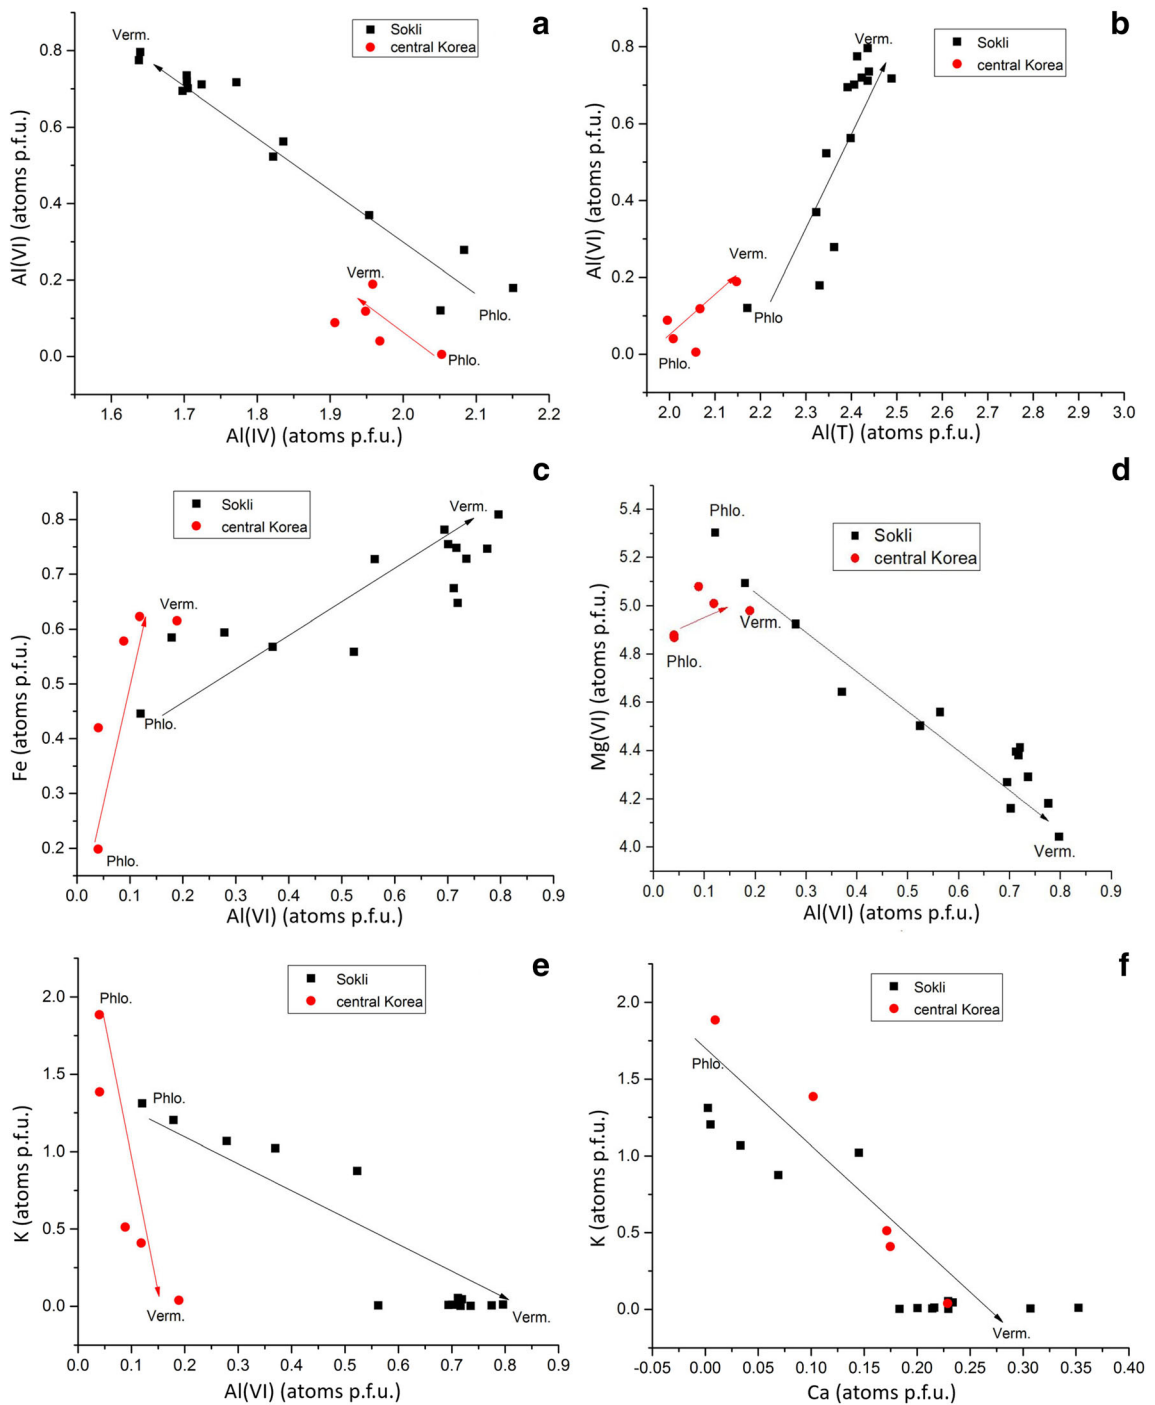 a
Sokli
central Korea
Verm.
Verm.
Phlo.
Phlo.
0.8
0.6
0.4
0.2
0.0
Al(VI) (atoms p.f.u.)
1.6 1.7 1.8 1.9 2.0 2.1 2.2
Al(IV) (atoms p.f.u.)
b
Sokli
central Korea
Verm.
Verm.
Phlo
Phlo.
0.8
0.6
0.4
0.2
0.0
Al(VI) (atoms p.f.u.)
2.0 2.1 2.2 2.3 2.4 2.5 2.6 2.7 2.8 2.9 3.0
Al(T) (atoms p.f.u.)
c
Sokli
central Korea
Verm.
Verm.
Phlo.
Phlo.
0.8
0.7
0.6
0.5
0.4
0.3
0.2
Fe (atoms p.f.u.)
0.0 0.1 0.2 0.3 0.4 0.5 0.6 0.7 0.8 0.9
Al(VI) (atoms p.f.u.)
d
Phlo.
Sokli
central Korea
Verm.
Phlo.
Verm.
5.4
5.2
5.0
4.8
4.6
4.4
4.2
4.0
Mg(VI) (atoms p.f.u.)
0.0 0.1 0.2 0.3 0.4 0.5 0.6 0.7 0.8 0.9
Al(VI) (atoms p.f.u.)
e
Sokli
central Korea
Phlo.
Phlo.
Verm.
Verm.
2.0
1.5
1.0
0.5
0.0
K (atoms p.f.u.)
0.0 0.1 0.2 0.3 0.4 0.5 0.6 0.7 0.8 0.9
Al(VI) (atoms p.f.u.)
f
Sokli
central Korea
Phlo.
Verm.
2.0
1.5
1.0
0.5
0.0
K (atoms p.f.u.)
-0.05 0.00 0.05 0.10 0.15 0.20 0.25 0.30 0.35 0.40
Ca (atoms p.f.u.)